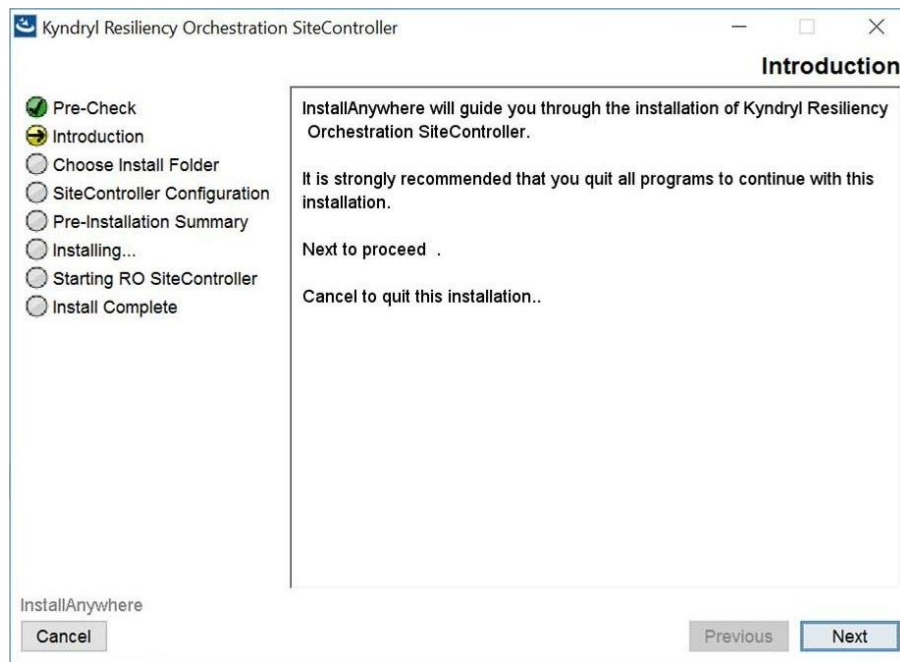 Kyndryl Resiliency Orchestration SiteController
Introduction
Pre-Check
Introduction
Choose Install Folder
SiteController Configuration
Pre-Installation Summary
Installing...
Starting RO SiteController
Install Complete
InstallAnywhere will guide you through the installation of Kyndryl Resiliency
Orchestration SiteController.
It is strongly recommended that you quit all programs to continue with this
installation.
Next to proceed .
Cancel to quit this installation..
InstallAnywhere
Cancel
Previous
Next